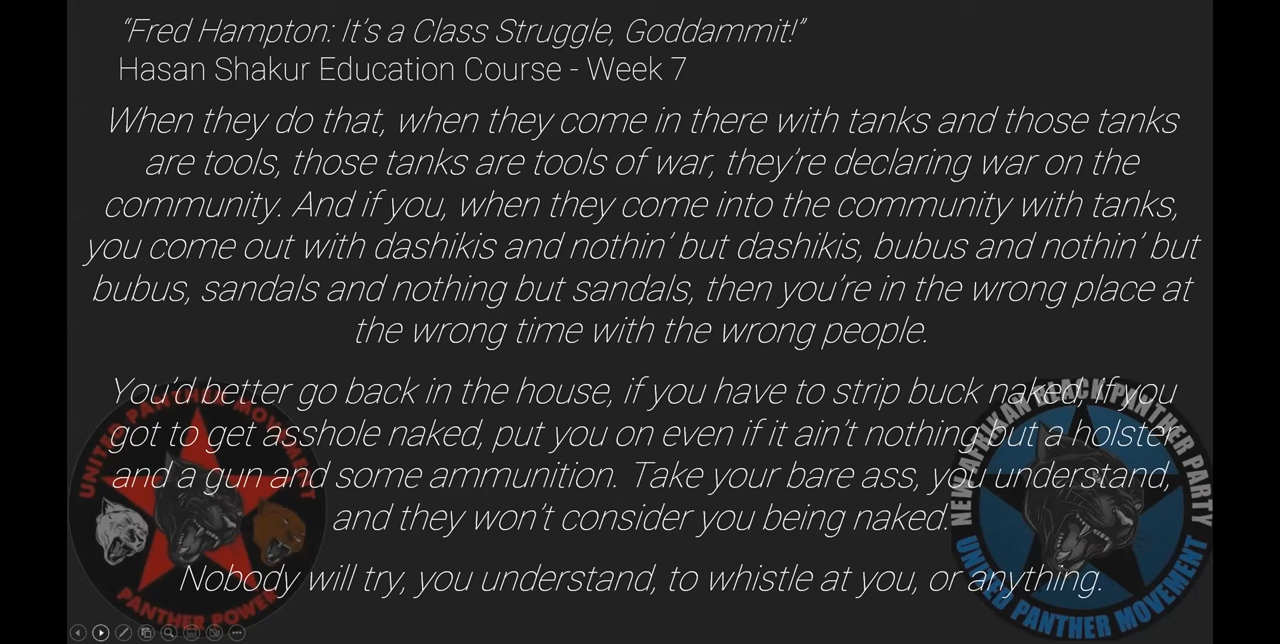 “Fred Hampton: It’s a Class Struggle, Goddammit!”
Hasan Shakur Education Course - Week 7
When they do that, when they come in there with tanks and those tanks
are tools, those tanks are tools of war, they’re declaring war on the
community. And if you, when they come into the community with tanks,
you come out with dashikis and nothin’ but dashikis, bubus and nothin’ but
bubus, sandals and nothing but sandals, then you’re in the wrong place at
the wrong time with the wrong people.
You’d better go back in the house, if you have to strip buck naked, if you
got to get asshole naked, put you on even if it ain’t nothing but a holster
and a gun and some ammunition. Take your bare ass, you understand,
and they won’t consider you being naked.
Nobody will try, you understand, to whistle at you, or anything.
UNITED PANTHER MOVEMENT
PANTHER POWER
NEW AFRIKAN BLACK PANTHER PARTY
UNITED PANTHER MOVEMENT